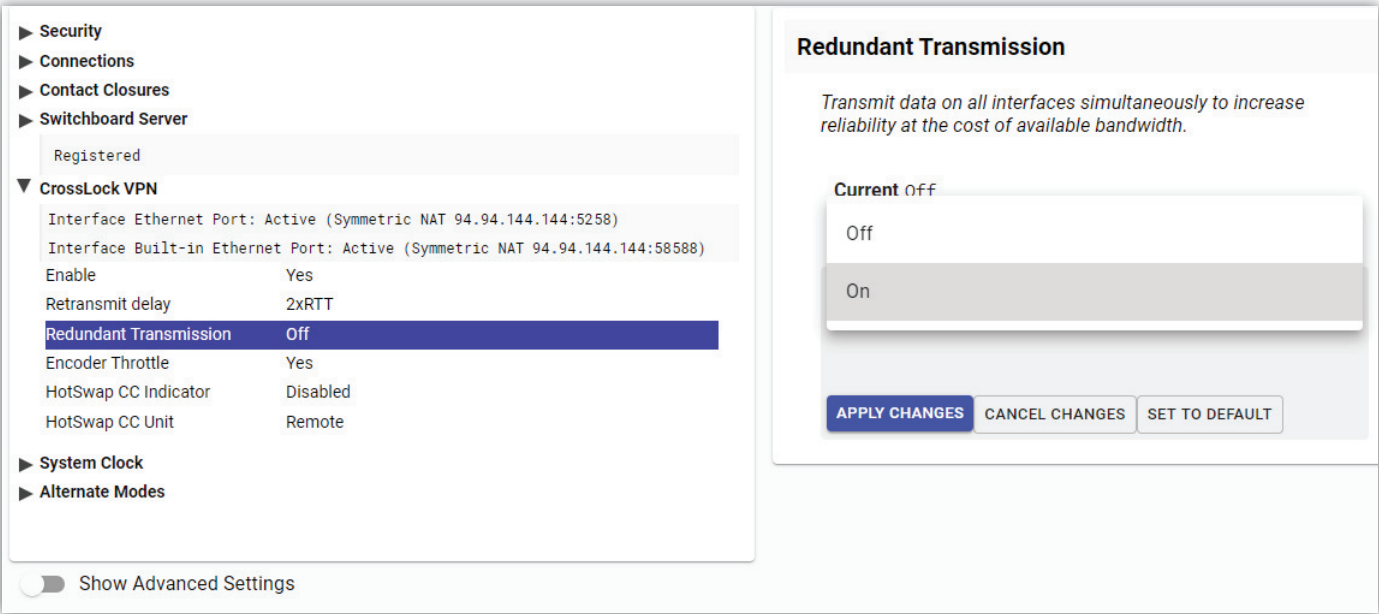 Security
Connections
Contact Closures
Switchboard Server
Registered
CrossLock VPN
Interface Ethernet Port: Active (Symmetric NAT 94.94.144.144:5258)
Interface Built-in Ethernet Port: Active (Symmetric NAT 94.94.144.144:58588)
Enable Yes
Retransmit delay 2xRTT
Redundant Transmission Off
Encoder Throttle Yes
HotSwap CC Indicator Disabled
HotSwap CC Unit Remote
System Clock
Alternate Modes
Show Advanced Settings
Redundant Transmission
Transmit data on all interfaces simultaneously to increase
reliability at the cost of available bandwidth.
Current Off
Off
On
APPLY CHANGES CANCEL CHANGES SET TO DEFAULT